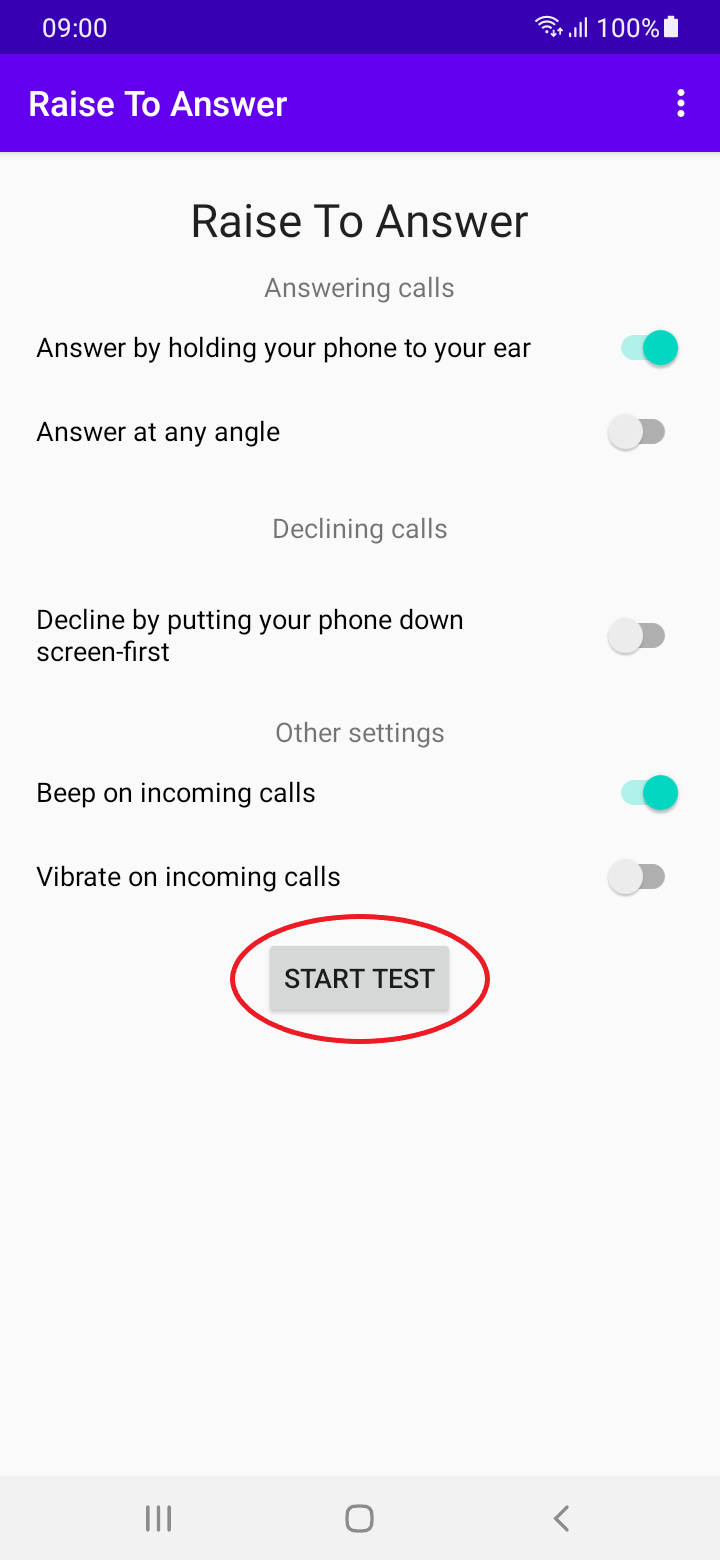 09:00 100%
Raise To Answer
Raise To Answer
Answering calls
Answer by holding your phone to your ear
Answer at any angle
Declining calls
Decline by putting your phone down
screen-first
Other settings
Beep on incoming calls
Vibrate on incoming calls
START TEST